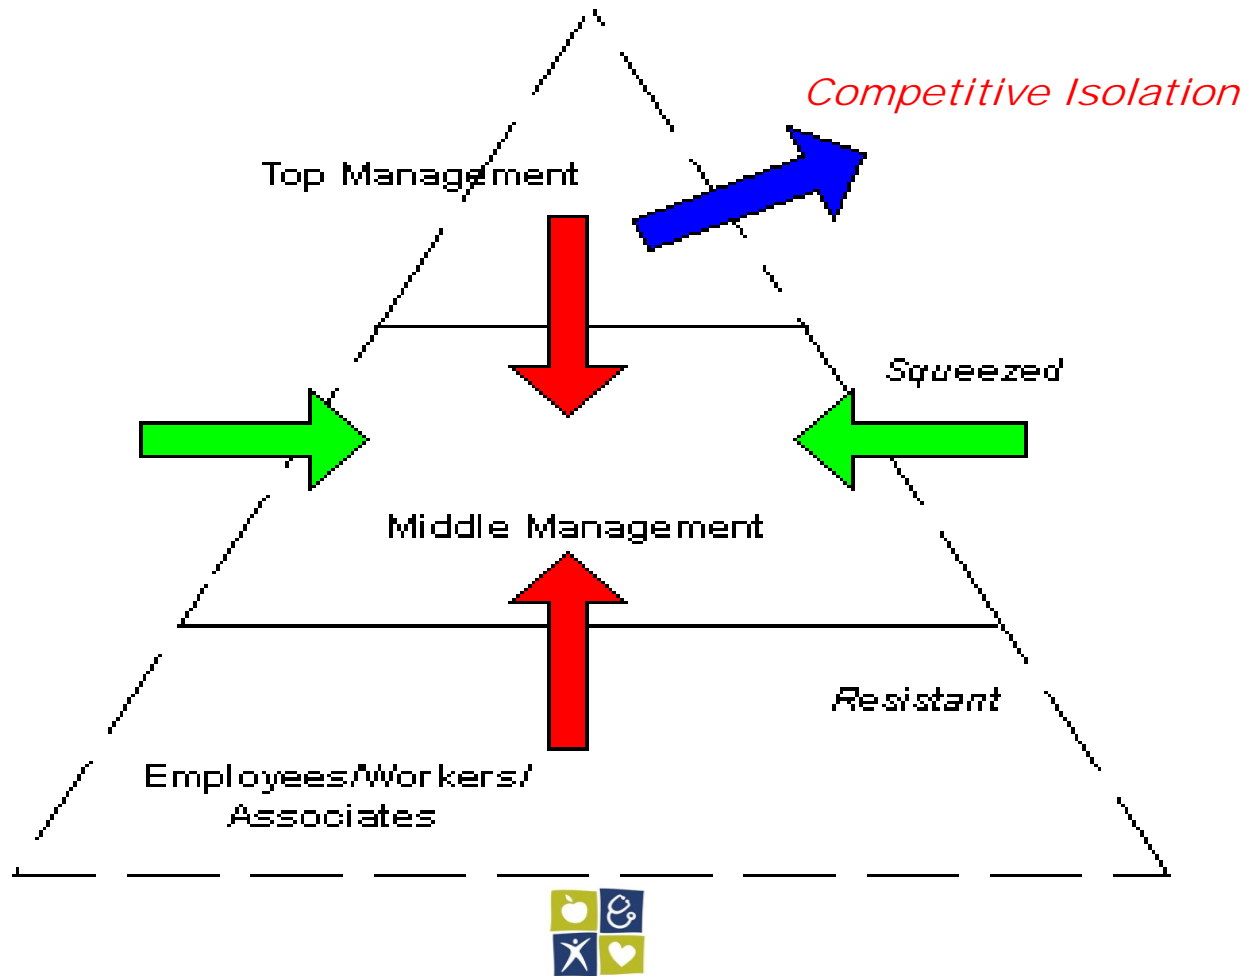 Competitive Isolation
Top Management
Squeezed
Middle Management
Resistant
Employees/Workers/
Associates